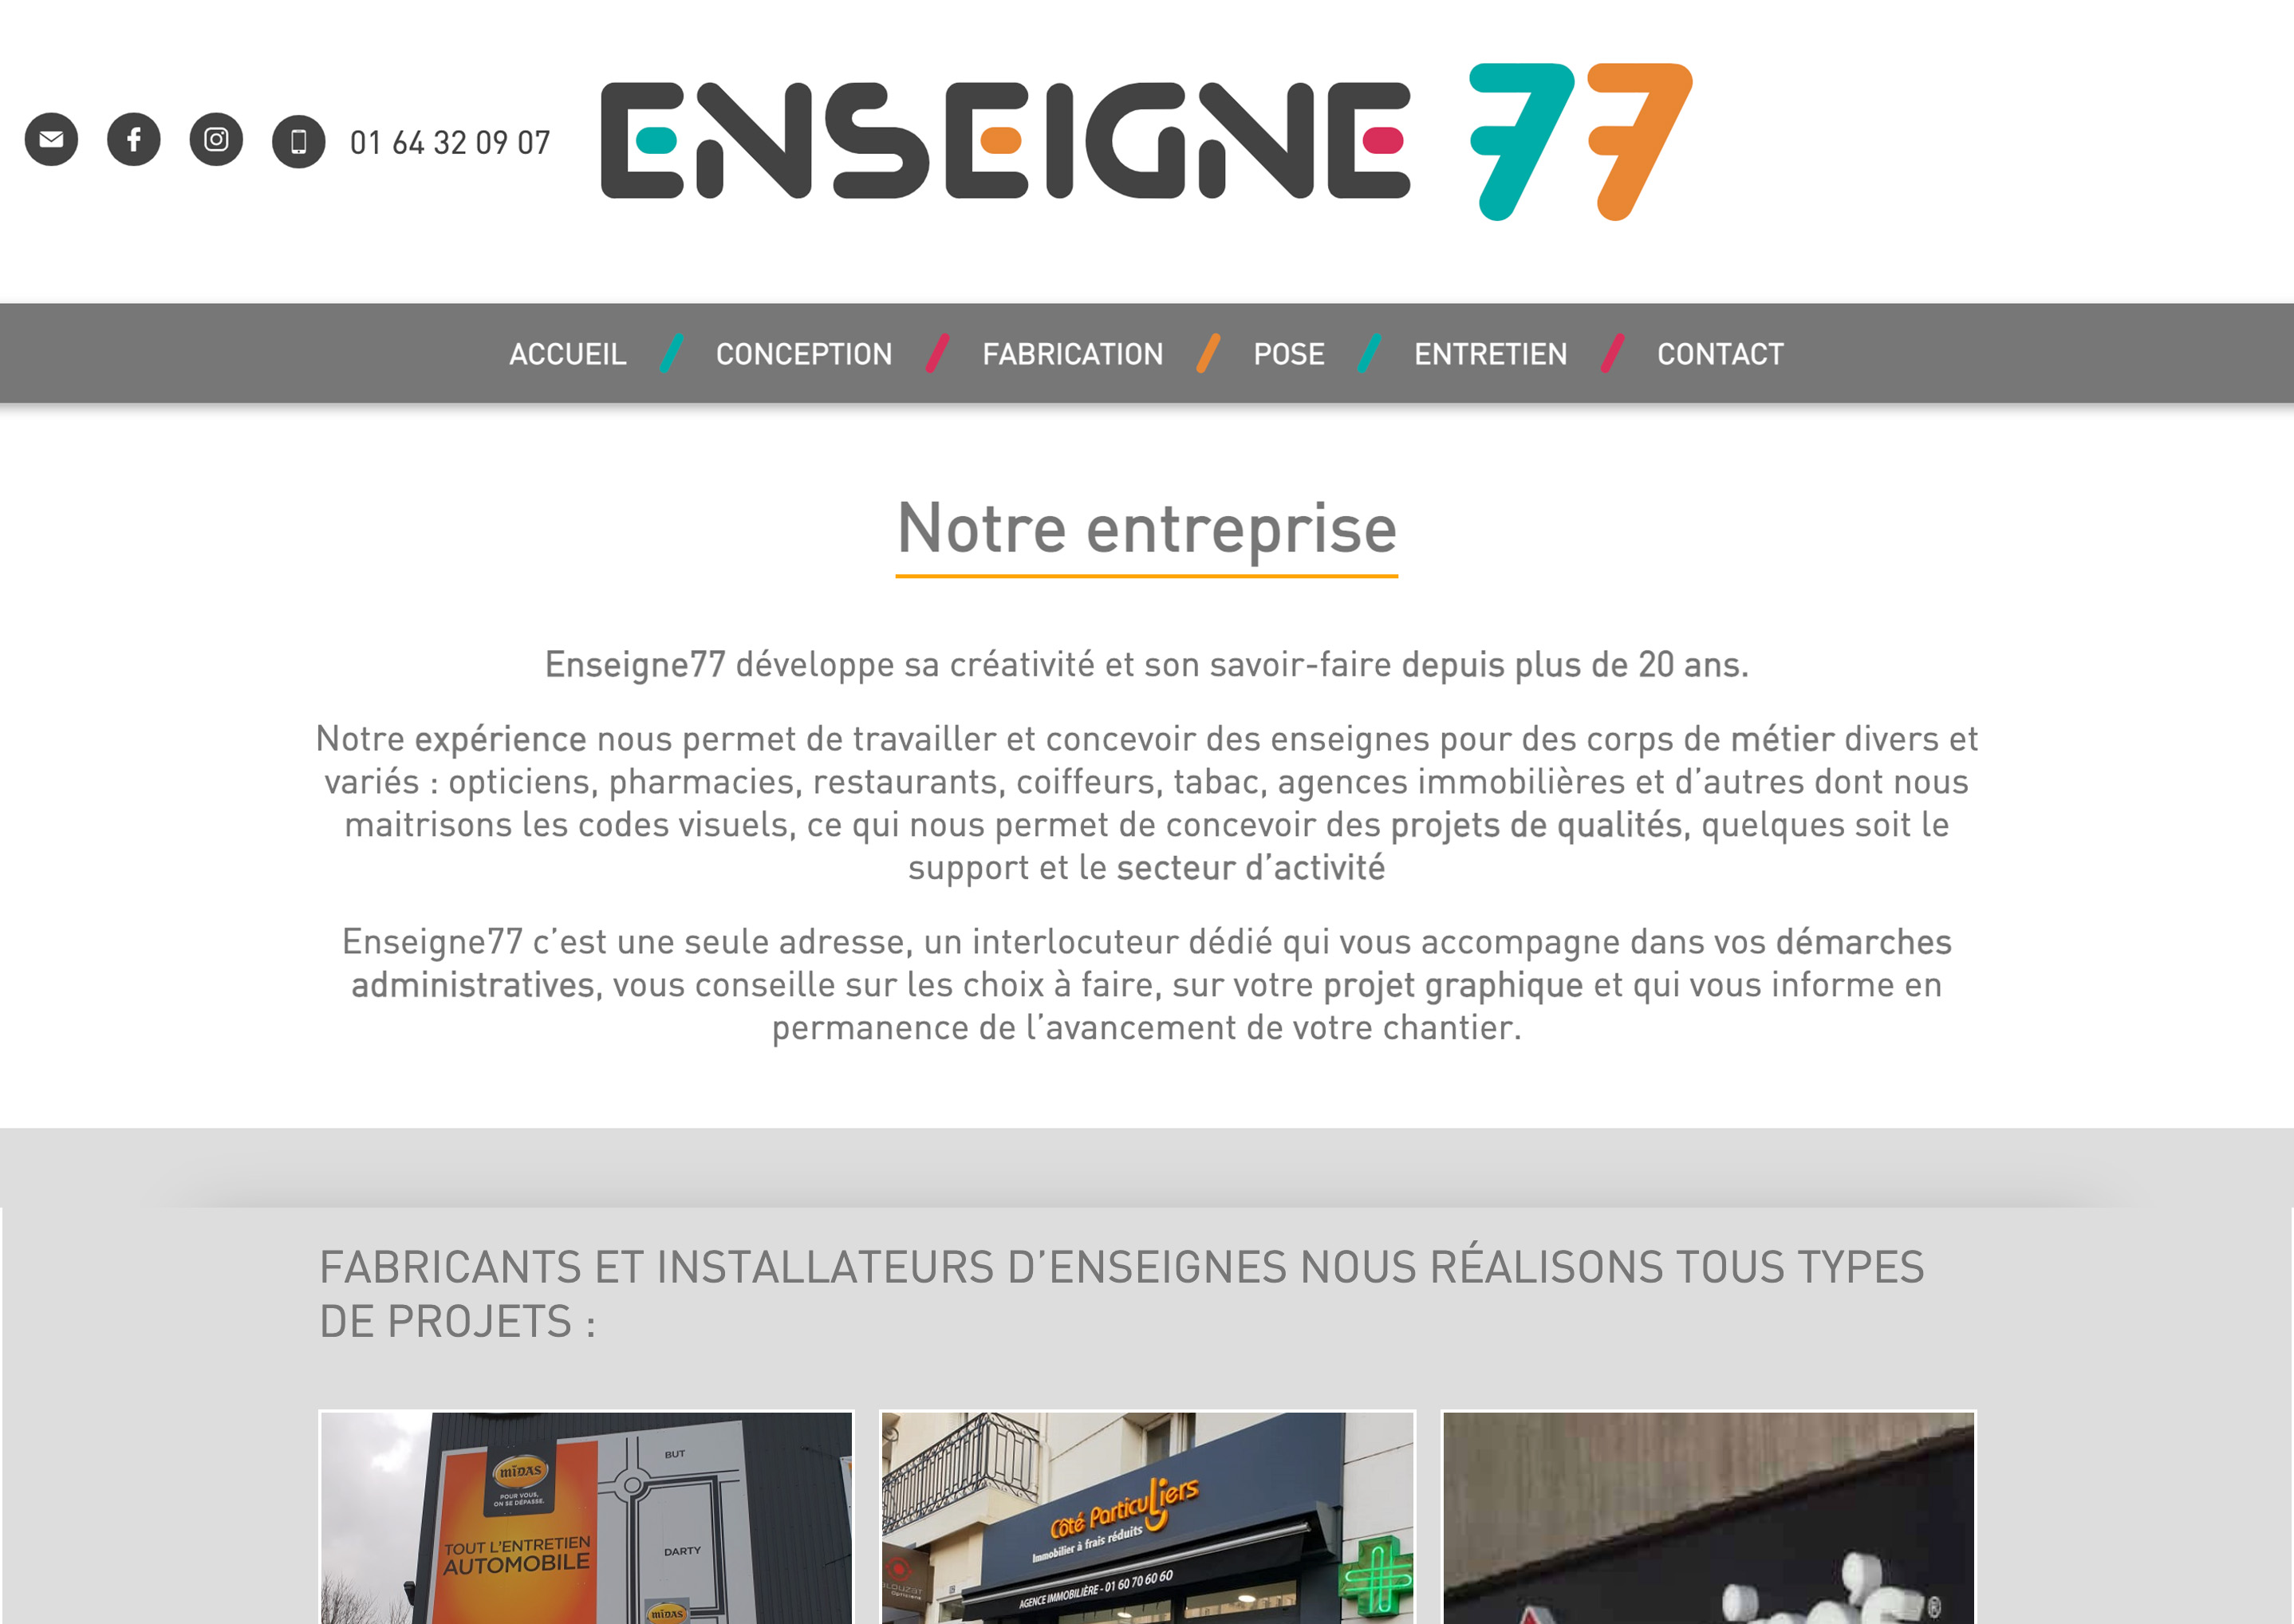 01 64 32 09 07
ENSEIGNE 77
ACCUEIL / CONCEPTION / FABRICATION / POSE / ENTRETIEN / CONTACT
Notre entreprise
Enseigne77 développe sa créativité et son savoir-faire depuis plus de 20 ans.
Notre expérience nous permet de travailler et concevoir des enseignes pour des corps de métier divers et
variés : opticiens, pharmacies, restaurants, coiffeurs, tabac, agences immobilières et d’autres dont nous
maitrisons les codes visuels, ce qui nous permet de concevoir des projets de qualités, quelques soit le
support et le secteur d’activité
Enseigne77 c’est une seule adresse, un interlocuteur dédié qui vous accompagne dans vos démarches
administratives, vous conseille sur les choix à faire, sur votre projet graphique et qui vous informe en
permanence de l’avancement de votre chantier.
FABRICANTS ET INSTALLATEURS D’ENSEIGNES NOUS RÉALISONS TOUS TYPES
DE PROJETS :
MIDAS
POUR VOUS,
ON SE DÉPASSE.
TOUT L’ENTRETIEN
AUTOMOBILE
BUT
DARTY
MIDAS
Côté Particuliers
Immobilier à frais réduits
AGENCE IMMOBILIÈRE - 01 60 70 60 60